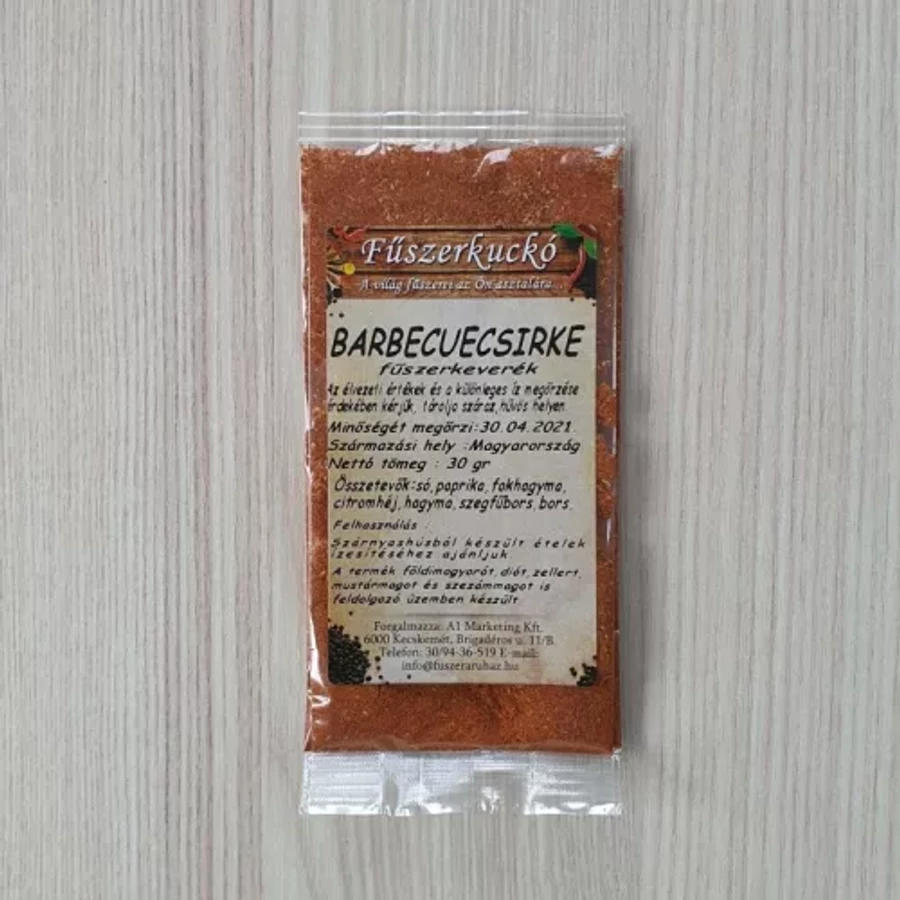 Fűszerkuckó
A világ fűszerei az Ön asztalára
BARBECUECSIRKE
fűszerkeverék
Az élvezeti értékek és a különleges íz megőrzése
érdekében kérjük, tárolja száraz, hűvös helyen.
Minőségét megőrzi:30.04.2021.
Származási hely :Magyarország
Nettó tömeg : 30 gr
Összetevők:só, paprika, fokhagyma,
citromhéj, hagyma, szegfűbors, bors.
Felhasználás :
Szárnyashúsból készült ételek
ízesítéséhez ajánljuk
A termék földimogyorót, diót, zellert,
mustármagot és szezámmagot is
feldolgozó üzemben készült.
Forgalmazza: A1 Marketing Kft.
6000 Kecskemét, Brigadéros u. 11/B
Telefon: 30/94-36-519 E-mail:
info@fuszeraruhaz.hu